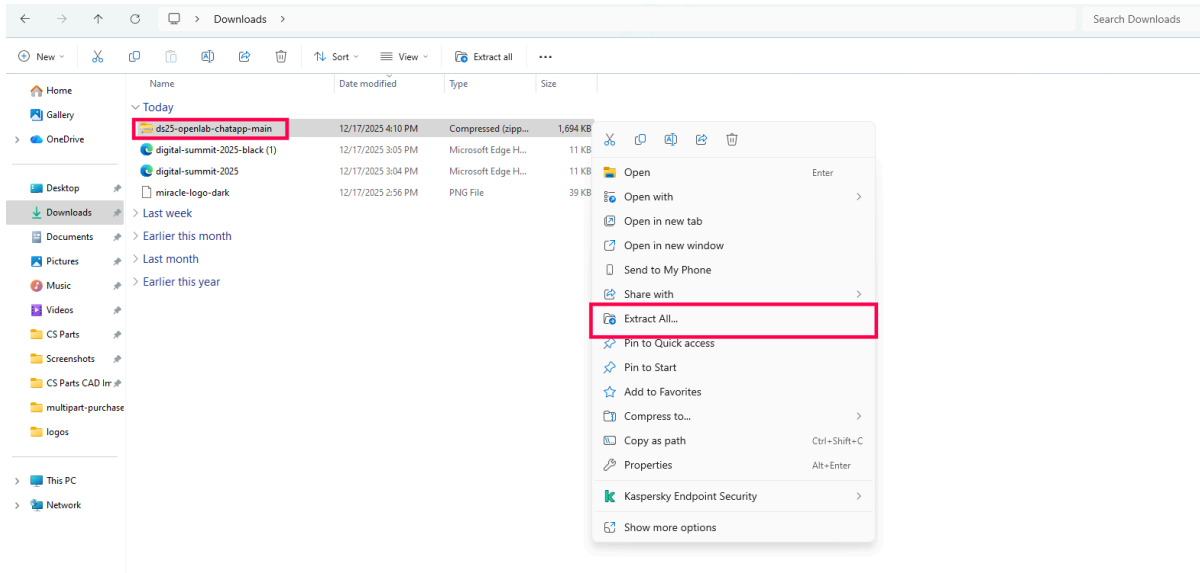 Downloads
Search Downloads
New
Sort
View
Extract all
Name Date modified Type Size
Home
Gallery
OneDrive
Desktop
Downloads
Documents
Pictures
Music
Videos
CS Parts
Screenshots
CS Parts CAD Im
multipart-purchase
logos
This PC
Network
Today
ds25-openlab-chatapp-main 12/17/2025 4:10 PM Compressed (zipp... 1,694 KB
digital-summit-2025-black (1) 12/17/2025 3:05 PM Microsoft Edge H... 11 KB
digital-summit-2025 12/17/2025 3:04 PM Microsoft Edge H... 11 KB
miracle-logo-dark 12/17/2025 2:56 PM PNG File 39 KB
Last week
Earlier this month
Last month
Earlier this year
Open Enter
Open with
Open in new tab
Open in new window
Send to My Phone
Share with
Extract All...
Pin to Quick access
Pin to Start
Add to Favorites
Compress to...
Copy as path Ctrl+Shift+C
Properties Alt+Enter
Kaspersky Endpoint Security
Show more options